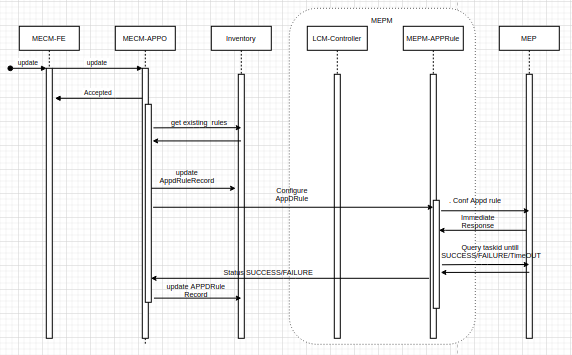 MEPM
MECM-FE
MECM-APPO
Inventory
LCM-Controller
MEPM-APPRule
MEP
update
update
Accepted
get existing rules
update
AppdRuleRecord
Configure
AppDRule
. Conf Appd rule
Immediate
Response
Query taskid untill
SUCCESS/FAILURE/TimeOUT
Status SUCCESS/FAILURE
update APPDRule
Record